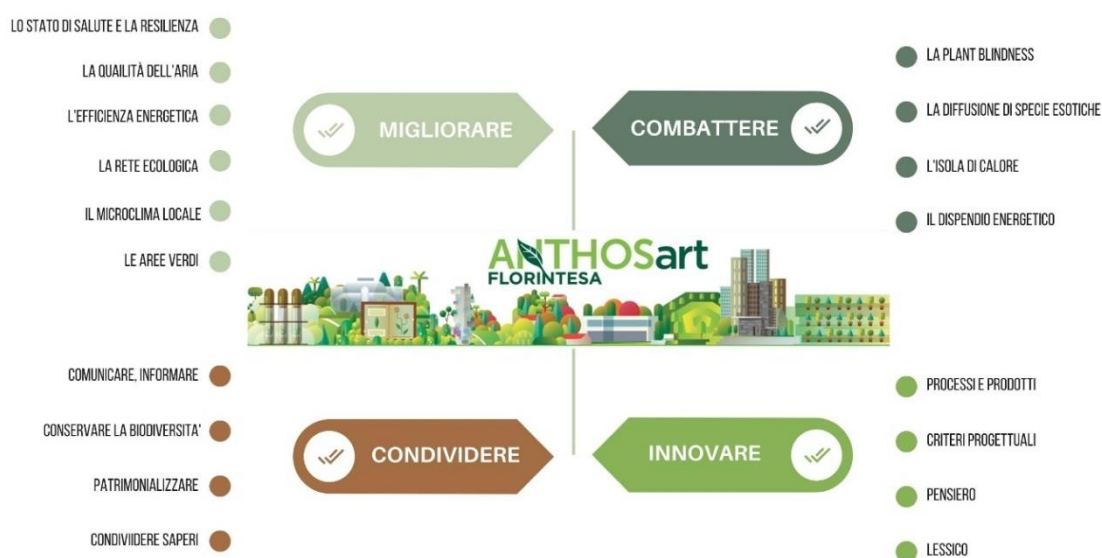 LO STATO DI SALUTE E LA RESILIENZA
LA QUAILITÀ DELL'ARIA
L'EFFICIENZA ENERGETICA
LA RETE ECOLOGICA
IL MICROCLIMA LOCALE
LE AREE VERDI
MIGLIORARE
COMBATTERE
LA PLANT BLINDNESS
LA DIFFUSIONE DI SPECIE ESOTICHE
L'ISOLA DI CALORE
IL DISPENDIO ENERGETICO
ANTHOSart
FLORINTESA
COMUNICARE, INFORMARE
CONSERVARE LA BIODIVERSITA'
PATRIMONIALIZZARE
CONDIVIIDERE SAPERI
CONDIVIDERE
INNOVARE
PROCESSI E PRODOTTI
CRITERI PROGETTUALI
PENSIERO
LESSICO